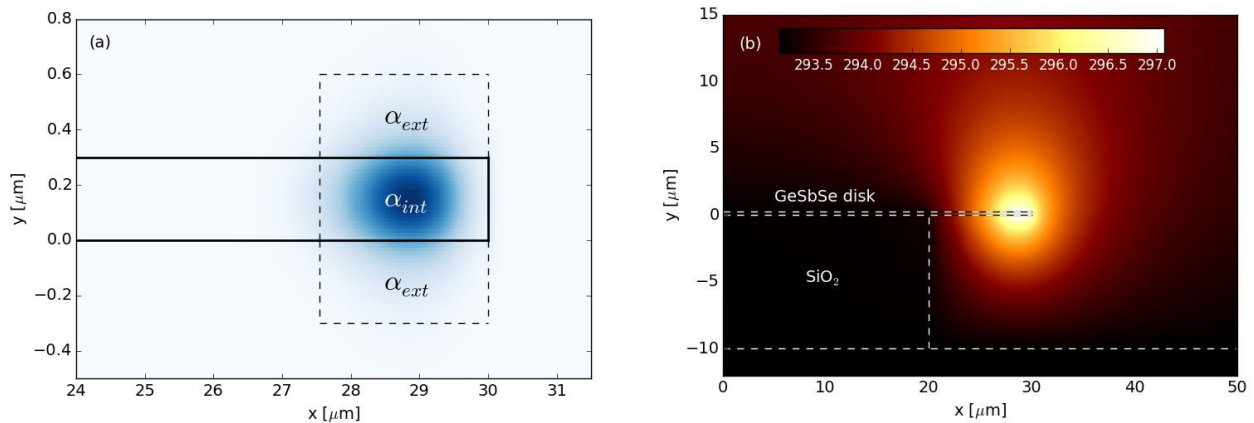 (a)
0.8
0.6
0.4
0.2
0.0
−0.2
−0.4
y [μm]
α_ext
α_int
α_ext
24 25 26 27 28 29 30 31
x [μm]
(b)
293.5 294.0 294.5 295.0 295.5 296.0 296.5 297.0
15
10
5
0
−5
−10
y [μm]
GeSbSe disk
SiO₂
0 10 20 30 40 50
x [μm]